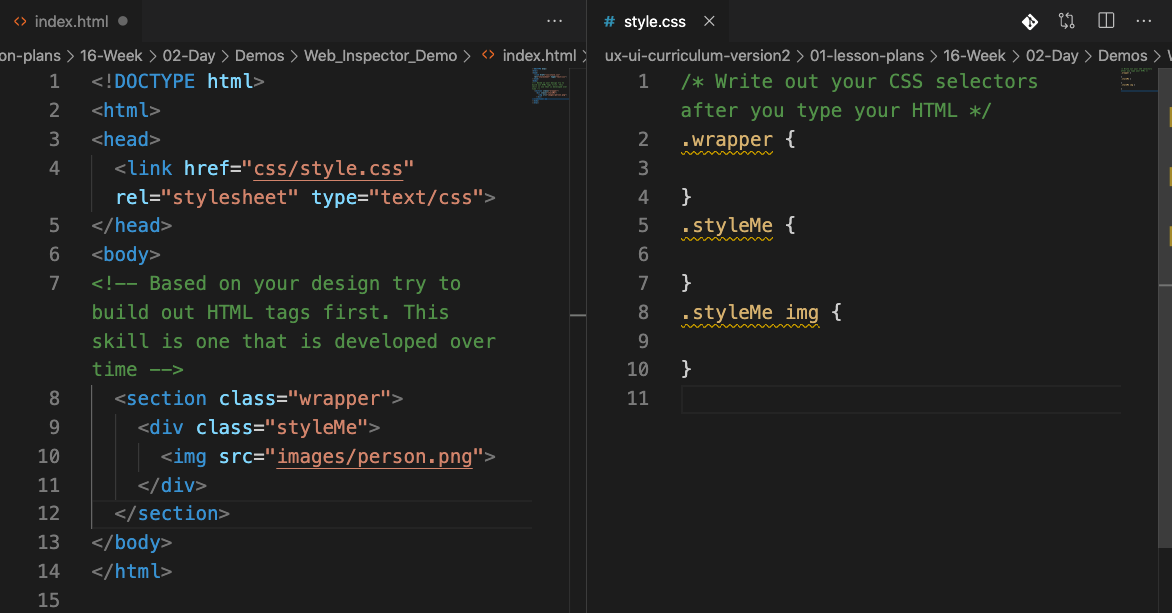 index.html
on-plans > 16-Week > 02-Day > Demos > Web_Inspector_Demo > index.html >
1 <!DOCTYPE html>
2 <html>
3 <head>
4 <link href="css/style.css"
rel="stylesheet" type="text/css">
5 </head>
6 <body>
7 <!-- Based on your design try to
build out HTML tags first. This
skill is one that is developed over
time -->
8 <section class="wrapper">
9 <div class="styleMe">
10 <img src="images/person.png">
11 </div>
12 </section>
13 </body>
14 </html>
15
# style.css
ux-ui-curriculum-version2 > 01-lesson-plans > 16-Week > 02-Day > Demos >
1 /* Write out your CSS selectors
after you type your HTML */
2 .wrapper {
3
4 }
5 .styleMe {
6
7 }
8 .styleMe img {
9
10 }
11